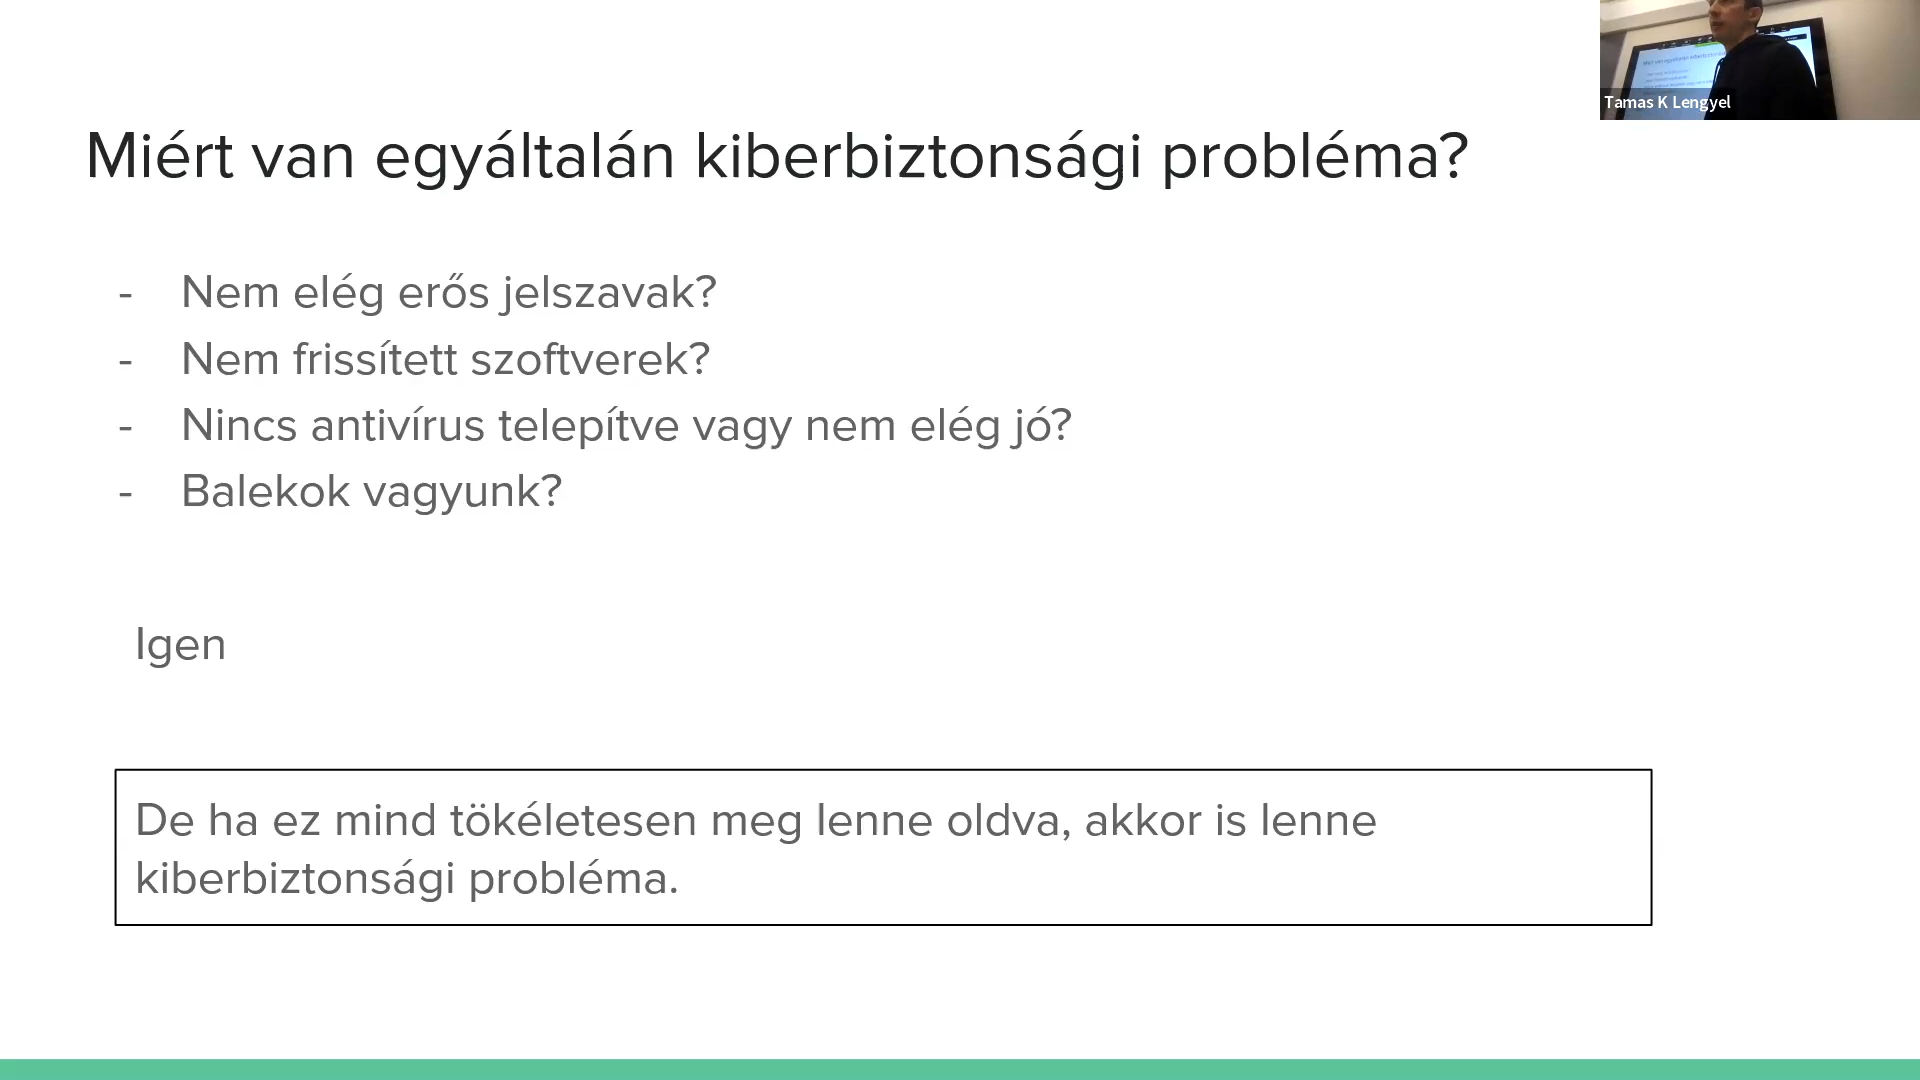 Tamas K Lengyel
Miért van egyáltalán kiberbiztonsági probléma?
- Nem elég erős jelszavak?
- Nem frissített szoftverek?
- Nincs antivírus telepítve vagy nem elég jó?
- Balekok vagyunk?
Igen
De ha ez mind tökéletesen meg lenne oldva, akkor is lenne
kiberbiztonsági probléma.